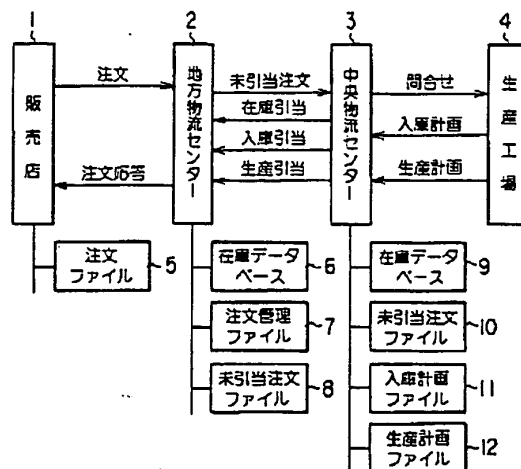 1
2
3
4
販売店
地方物流センター
中央物流センター
生産工場
注文
注文応答
未引当注文
在庫引当
入庫引当
生産引当
問合せ
入庫計画
生産計画
注文
ファイル
5
在庫データ
ベース
6
注文管理
ファイル
7
未引当注文
ファイル
8
在庫データ
ベース
9
未引当注文
ファイル
10
入庫計画
ファイル
11
生産計画
ファイル
12